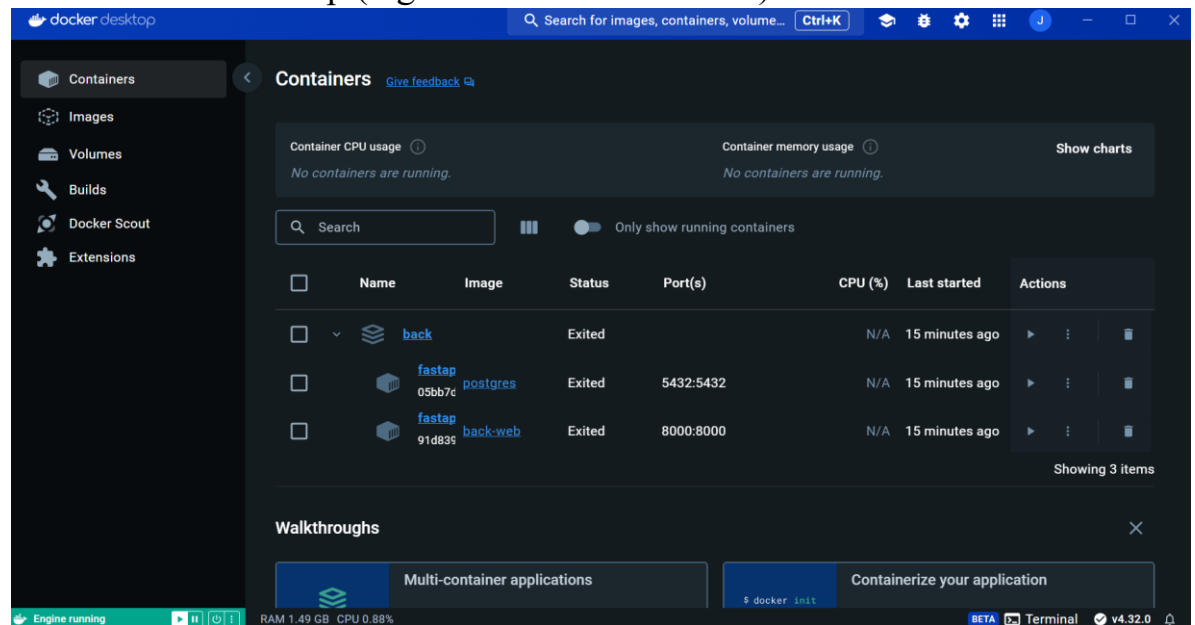 docker desktop
Search for images, containers, volume... Ctrl+K
J
Containers
Images
Volumes
Builds
Docker Scout
Extensions
Containers Give feedback
Container CPU usage
No containers are running.
Container memory usage
No containers are running.
Show charts
Search
Only show running containers
Name Image Status Port(s) CPU (%) Last started Actions
back Exited N/A 15 minutes ago
fastap
05bb7d
postgres Exited 5432:5432 N/A 15 minutes ago
fastap
91d839
back-web Exited 8000:8000 N/A 15 minutes ago
Showing 3 items
Walkthroughs
Multi-container applications
$ docker init
Containerize your application
Engine running
RAM 1.49 GB CPU 0.88%
BETA Terminal v4.32.0